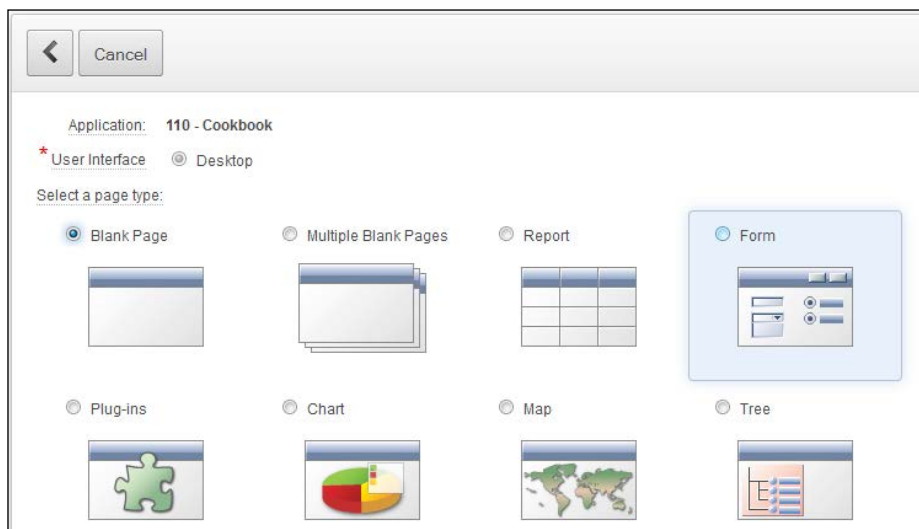 Cancel
Application: 110 - Cookbook
* User Interface Desktop
Select a page type:
Blank Page Multiple Blank Pages Report Form
Plug-ins Chart Map Tree